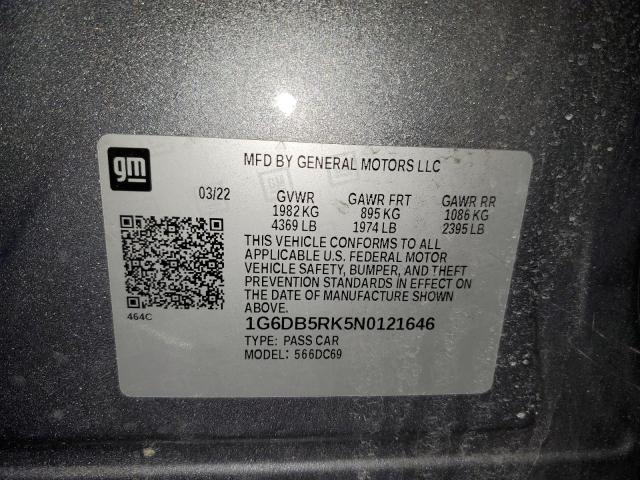 gm
MFD BY GENERAL MOTORS LLC
03/22 GVWR GAWR FRT GAWR RR
1982 KG 895 KG 1086 KG
4369 LB 1974 LB 2395 LB
THIS VEHICLE CONFORMS TO ALL
APPLICABLE U.S. FEDERAL MOTOR
VEHICLE SAFETY, BUMPER, AND THEFT
PREVENTION STANDARDS IN EFFECT ON
THE DATE OF MANUFACTURE SHOWN
ABOVE.
464C
1G6DB5RK5N0121646
TYPE: PASS CAR
MODEL: 566DC69